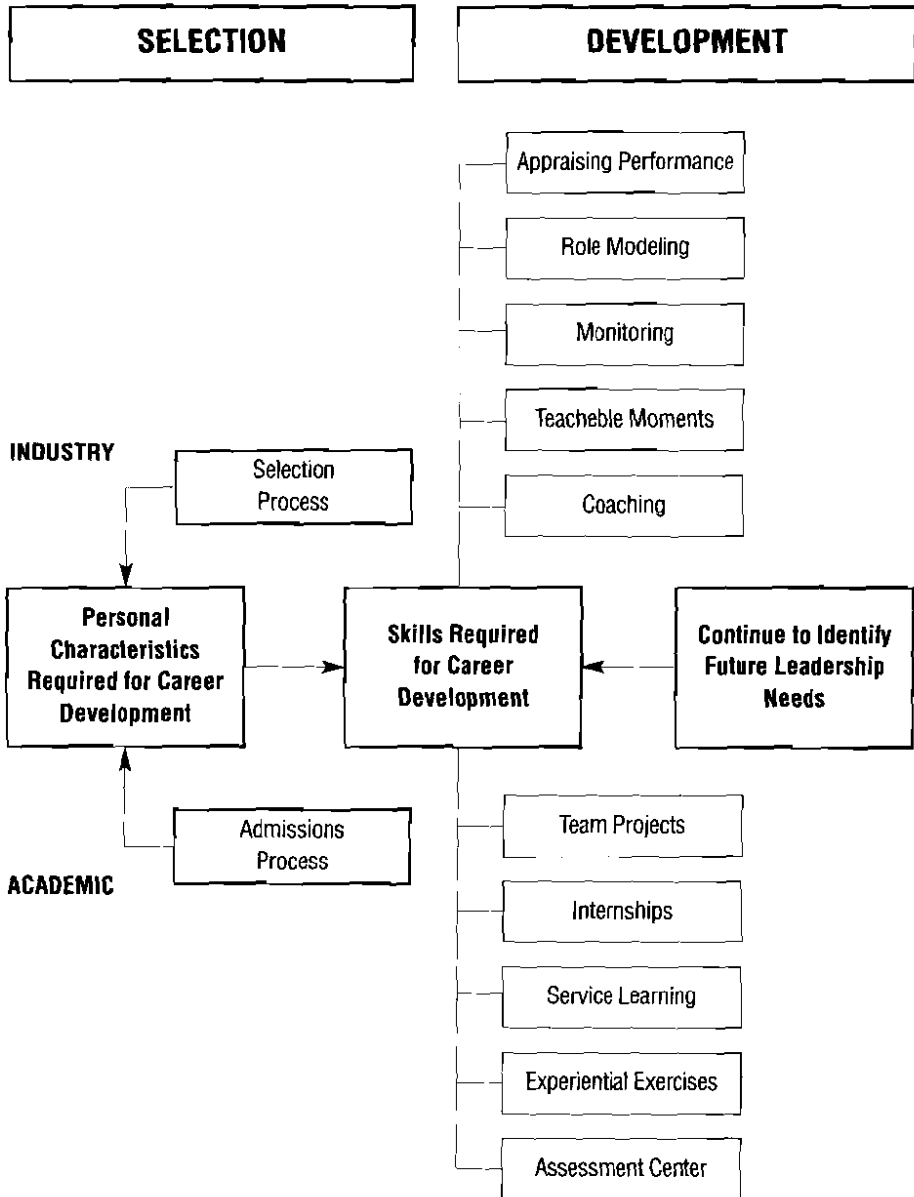 SELECTION
DEVELOPMENT
Appraising Performance
Role Modeling
Monitoring
Teacheble Moments
Coaching
INDUSTRY
Selection
Process
Personal
Characteristics
Required for Career
Development
Skills Required
for Career
Development
Continue to Identify
Future Leadership
Needs
Admissions
Process
ACADEMIC
Team Projects
Internships
Service Learning
Experiential Exercises
Assessment Center